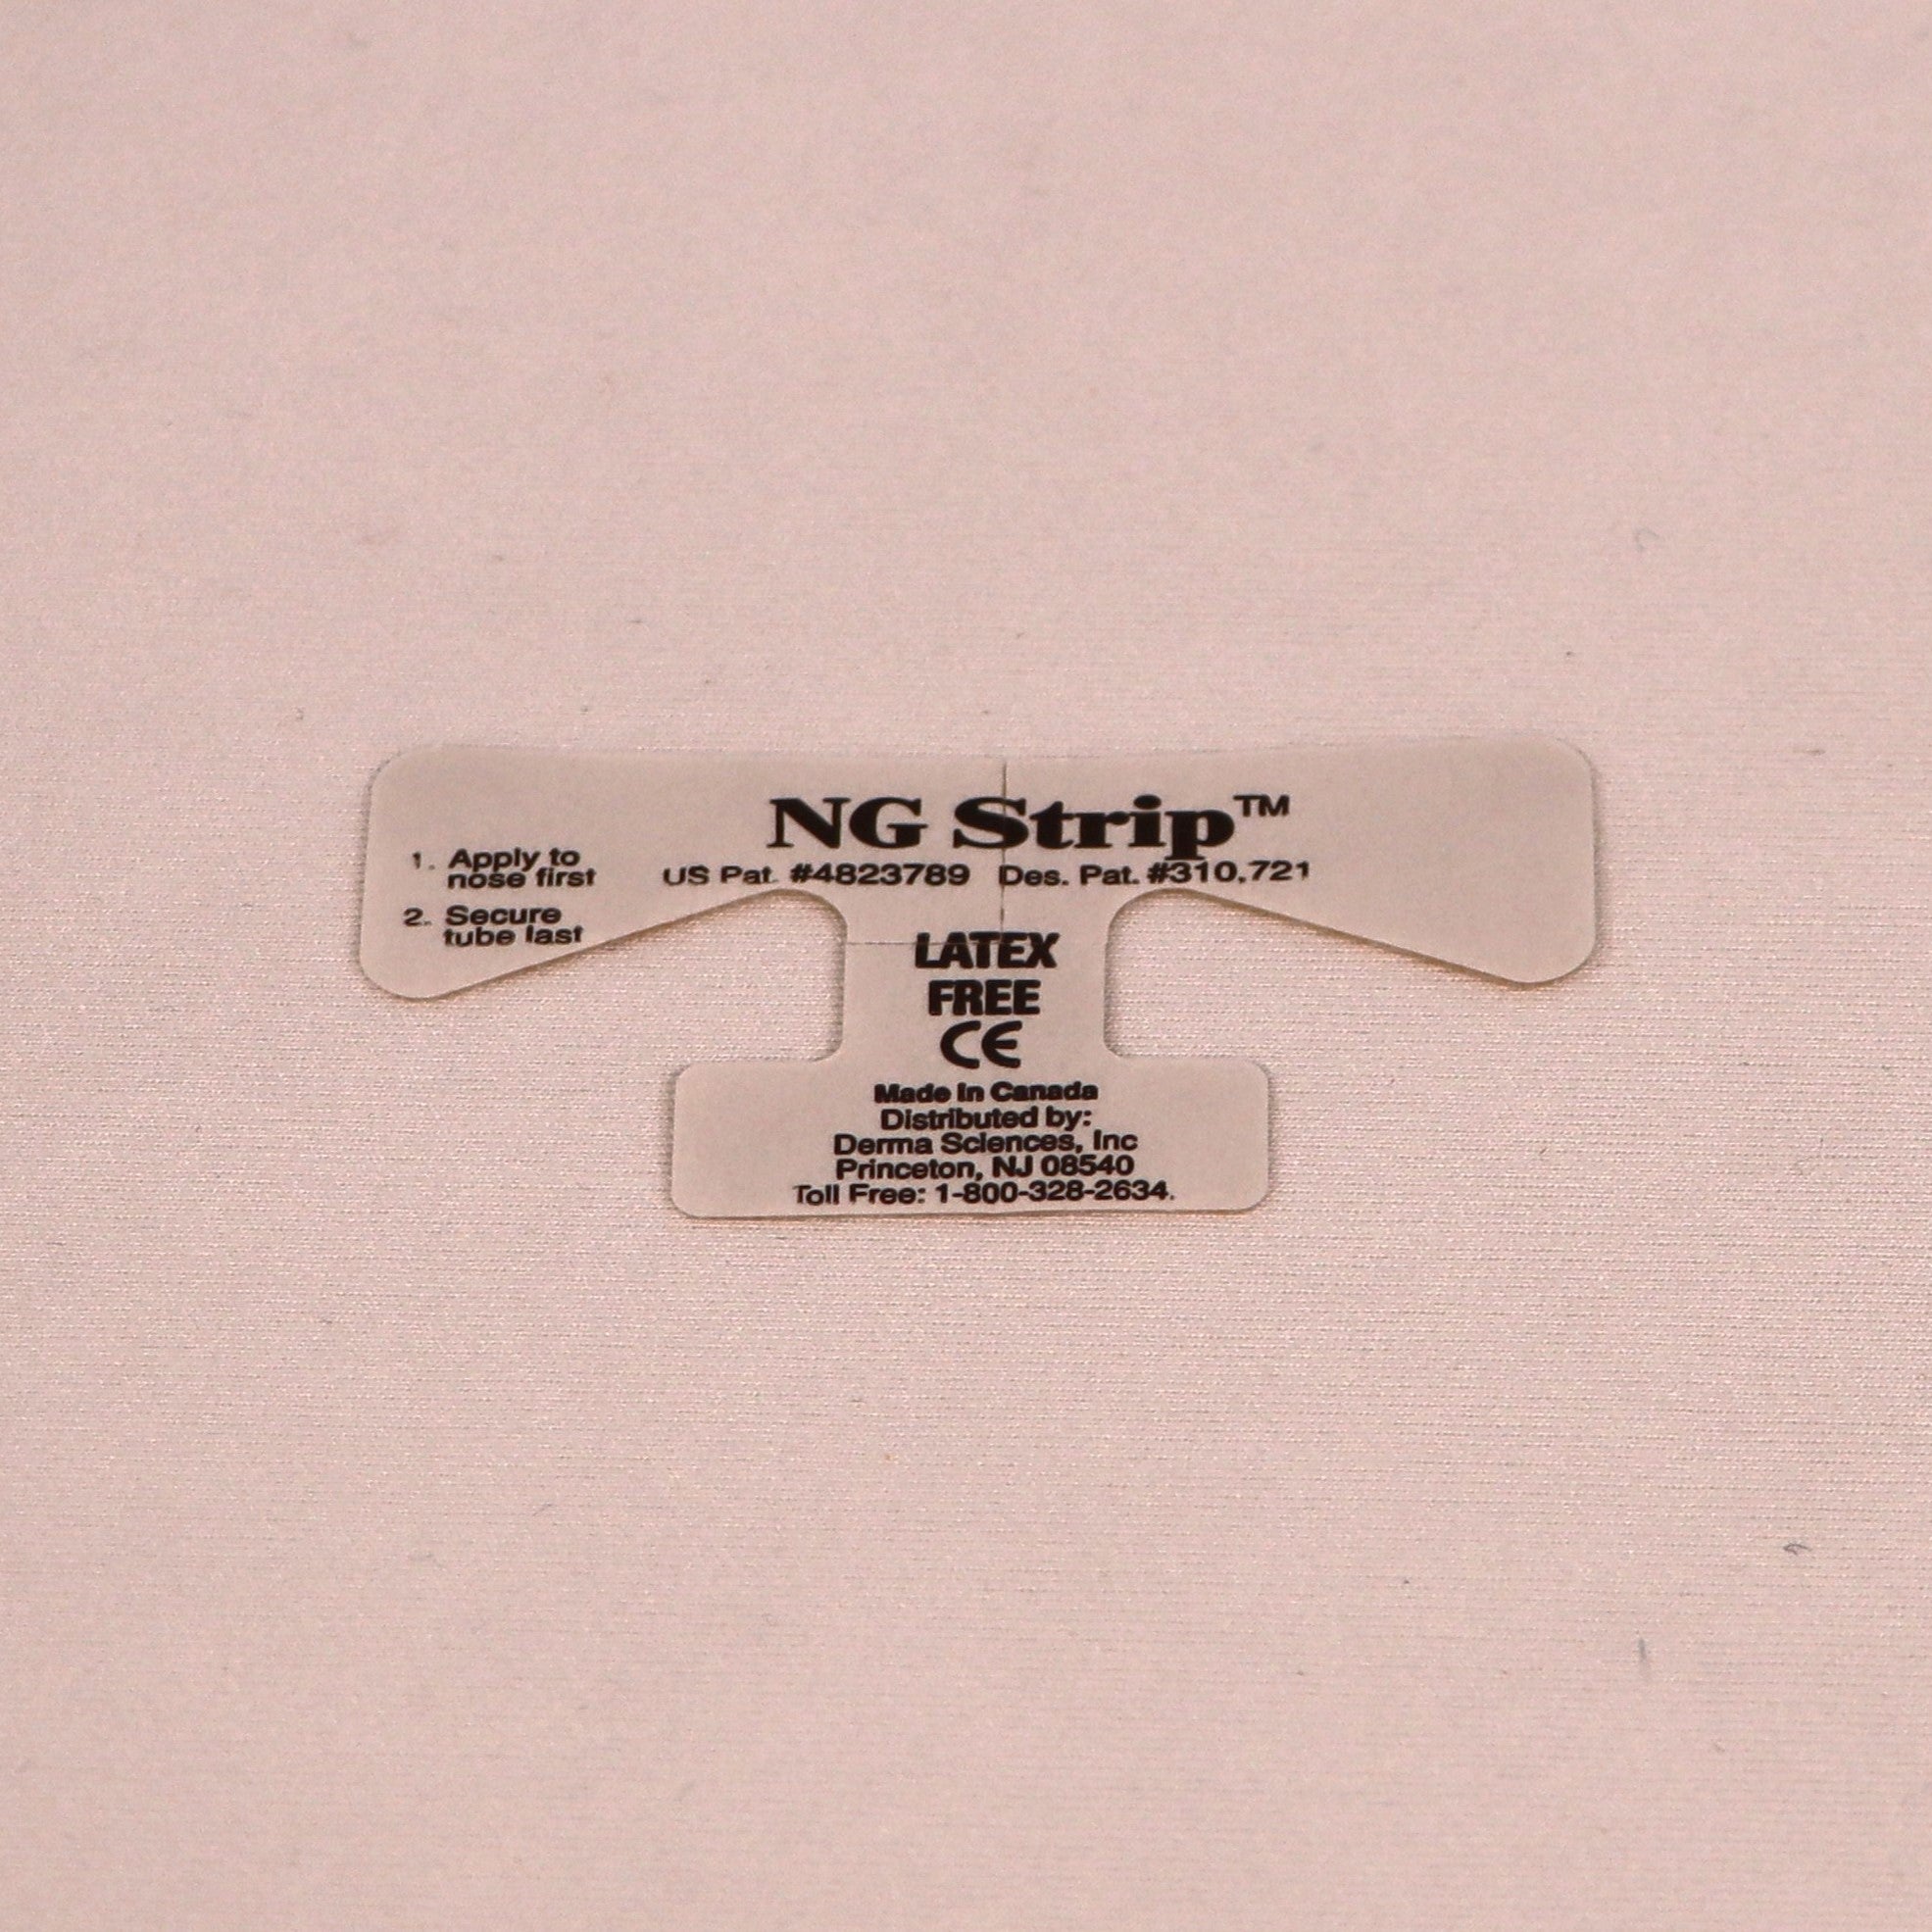 NG Strip™
1. Apply to
nose first
US Pat. #4823789 Des. Pat. #310,721
2. Secure
tube last
LATEX
FREE
CE
Made In Canada
Distributed by:
Derma Sciences, Inc
Princeton, NJ 08540
Toll Free: 1-800-328-2634.